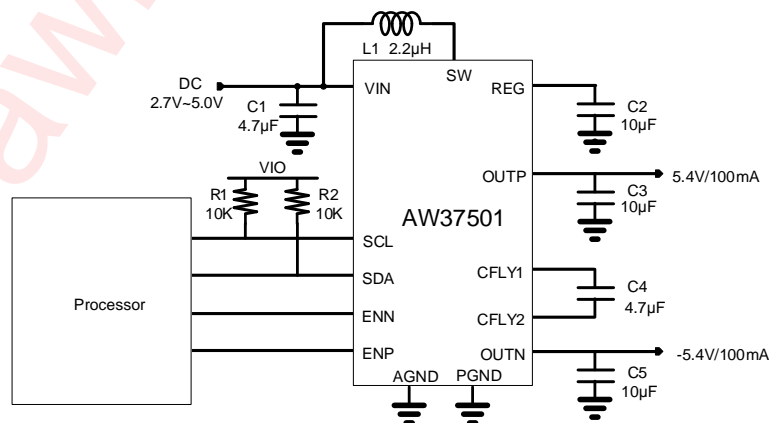 L1 2.2µH
SW
DC
2.7V~5.0V
VIN
REG
C1
4.7µF
C2
10µF
VIO
R1
10K
R2
10K
OUTP
5.4V/100mA
C3
10µF
AW37501
SCL
SDA
CFLY1
C4
4.7µF
Processor
ENN
CFLY2
ENP
OUTN
-5.4V/100mA
AGND
PGND
C5
10µF
aw